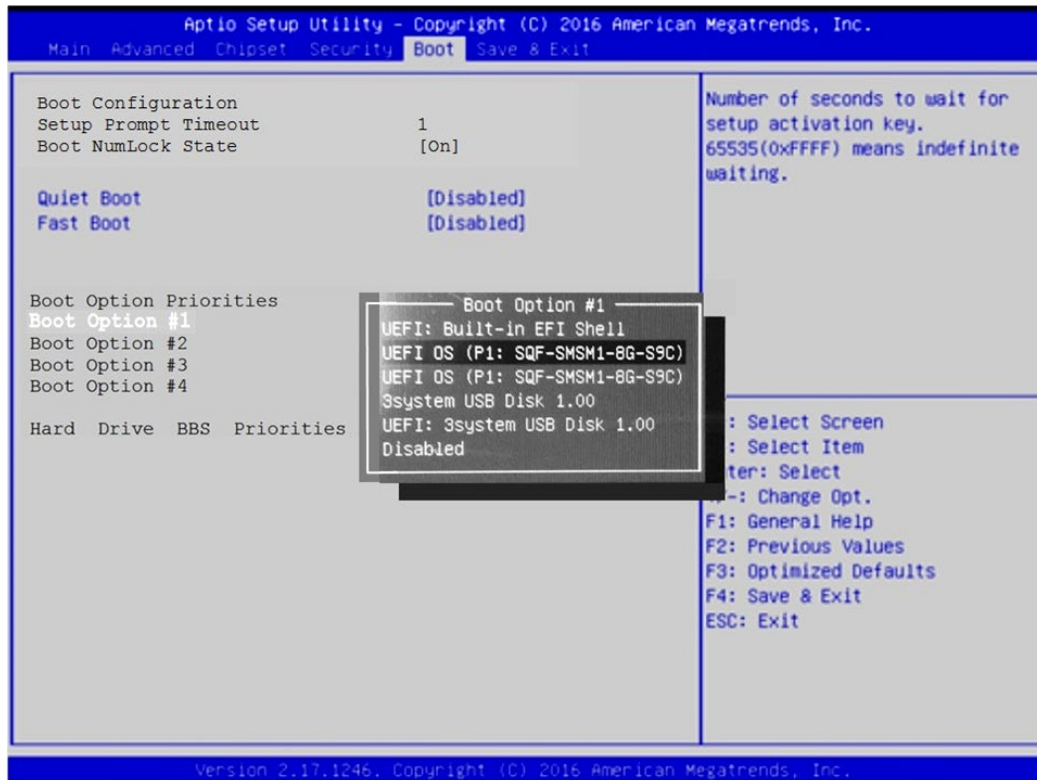 Aptio Setup Utility - Copyright (C) 2016 American Megatrends, Inc.
Main Advanced Chipset Security Boot Save & Exit
Boot Configuration
Setup Prompt Timeout 1
Boot NumLock State [On]
Quiet Boot [Disabled]
Fast Boot [Disabled]
Boot Option Priorities
Boot Option #1
Boot Option #2
Boot Option #3
Boot Option #4
Hard Drive BBS Priorities
Boot Option #1
UEFI: Built-in EFI Shell
UEFI OS (P1: SQF-SMSM1-8G-S9C)
UEFI OS (P1: SQF-SMSM1-8G-S9C)
3system USB Disk 1.00
UEFI: 3system USB Disk 1.00
Disabled
Number of seconds to wait for
setup activation key.
65535(0xFFFF) means indefinite
waiting.
: Select Screen
: Select Item
ter: Select
-: Change Opt.
F1: General Help
F2: Previous Values
F3: Optimized Defaults
F4: Save & Exit
ESC: Exit
Version 2.17.1246. Copyright (C) 2016 American Megatrends, Inc.